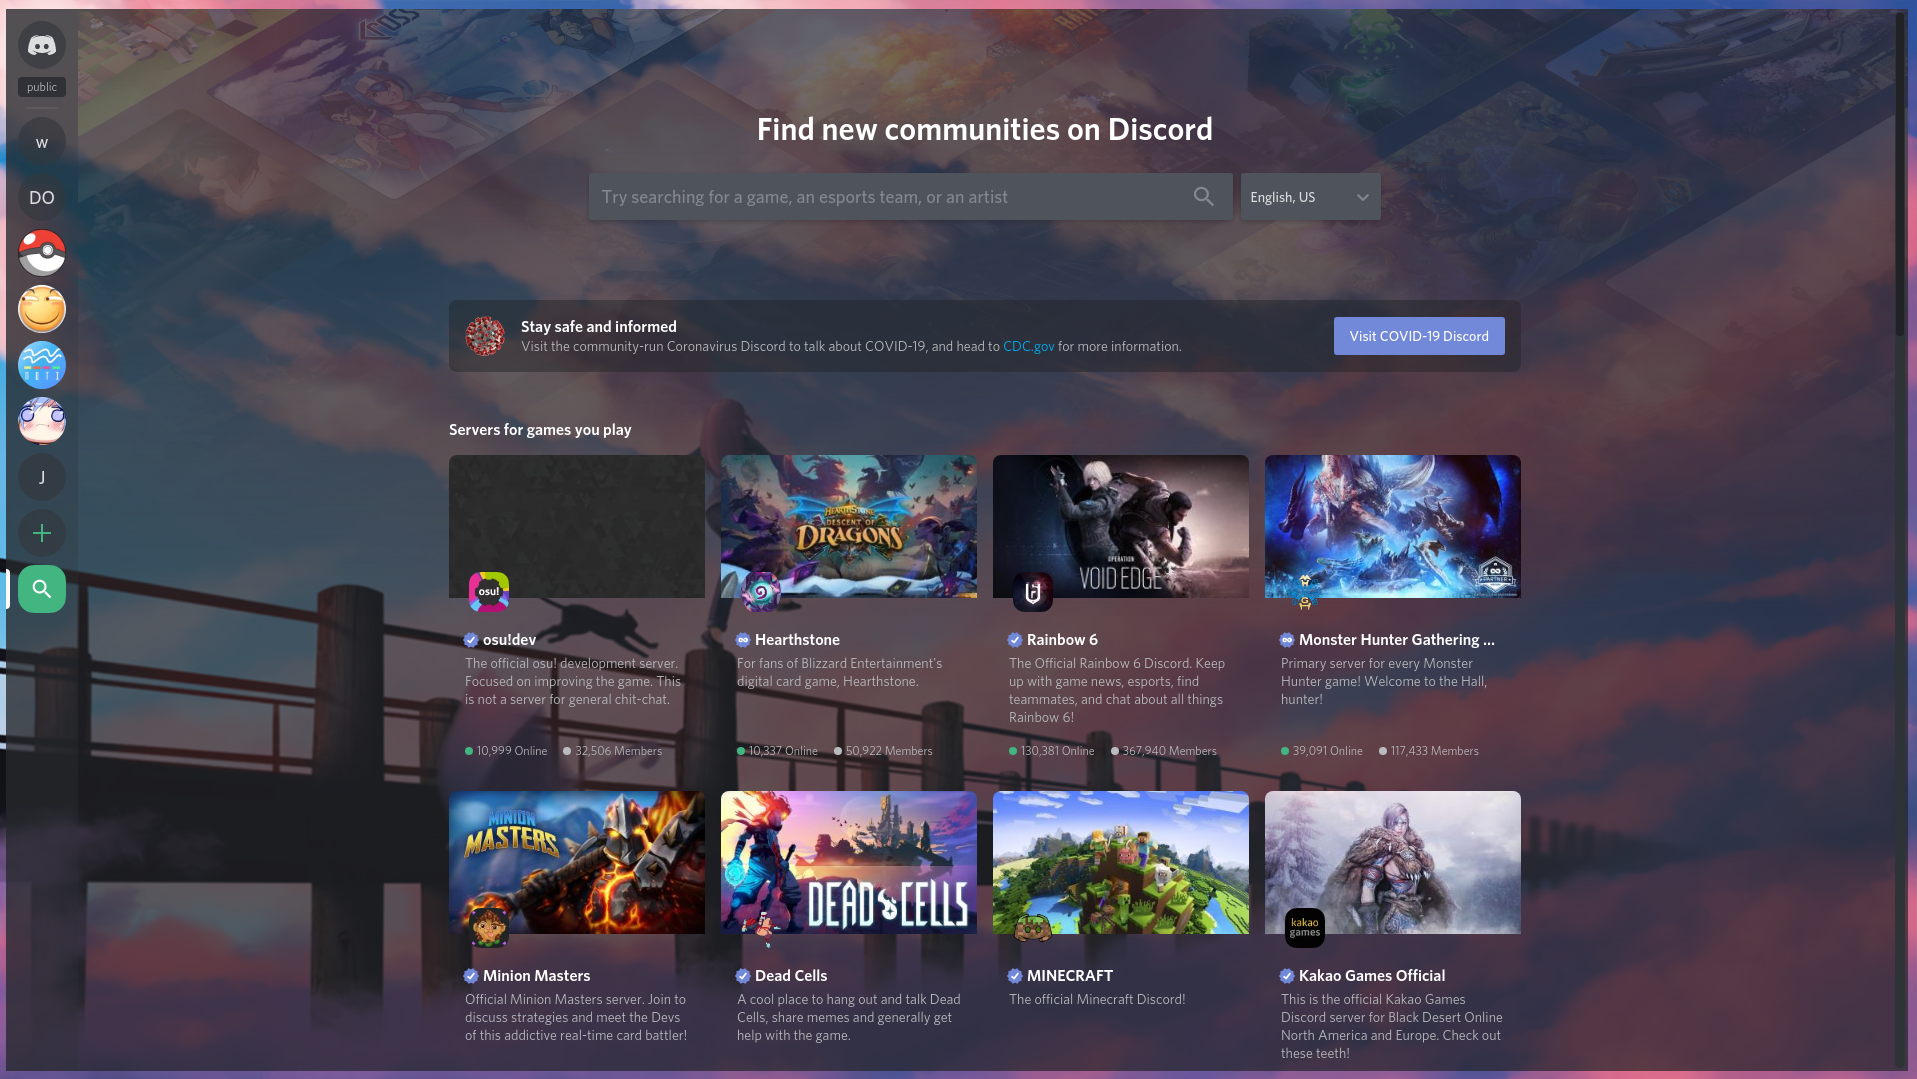 public
w
DO
J
Find new communities on Discord
Try searching for a game, an esports team, or an artist
English, US
Stay safe and informed
Visit the community-run Coronavirus Discord to talk about COVID-19, and head to CDC.gov for more information.
Visit COVID-19 Discord
Servers for games you play
HEARTHSTONE
DESCENT OF
DRAGONS
OPERATION
VOID EDGE
PARTNER
osu!
osu!dev
The official osu! development server.
Focused on improving the game. This
is not a server for general chit-chat.
10,999 Online
32,506 Members
Hearthstone
For fans of Blizzard Entertainment's
digital card game, Hearthstone.
10,337 Online
50,922 Members
Rainbow 6
The Official Rainbow 6 Discord. Keep
up with game news, esports, find
teammates, and chat about all things
Rainbow 6!
130,381 Online
367,940 Members
Monster Hunter Gathering ...
Primary server for every Monster
Hunter game! Welcome to the Hall,
hunter!
39,091 Online
117,433 Members
MINION
MASTERS
DEAD CELLS
kakao
games
Minion Masters
Official Minion Masters server. Join to
discuss strategies and meet the Devs
of this addictive real-time card battler!
Dead Cells
A cool place to hang out and talk Dead
Cells, share memes and generally get
help with the game.
MINECRAFT
The official Minecraft Discord!
Kakao Games Official
This is the official Kakao Games
Discord server for Black Desert Online
North America and Europe. Check out
these teeth!